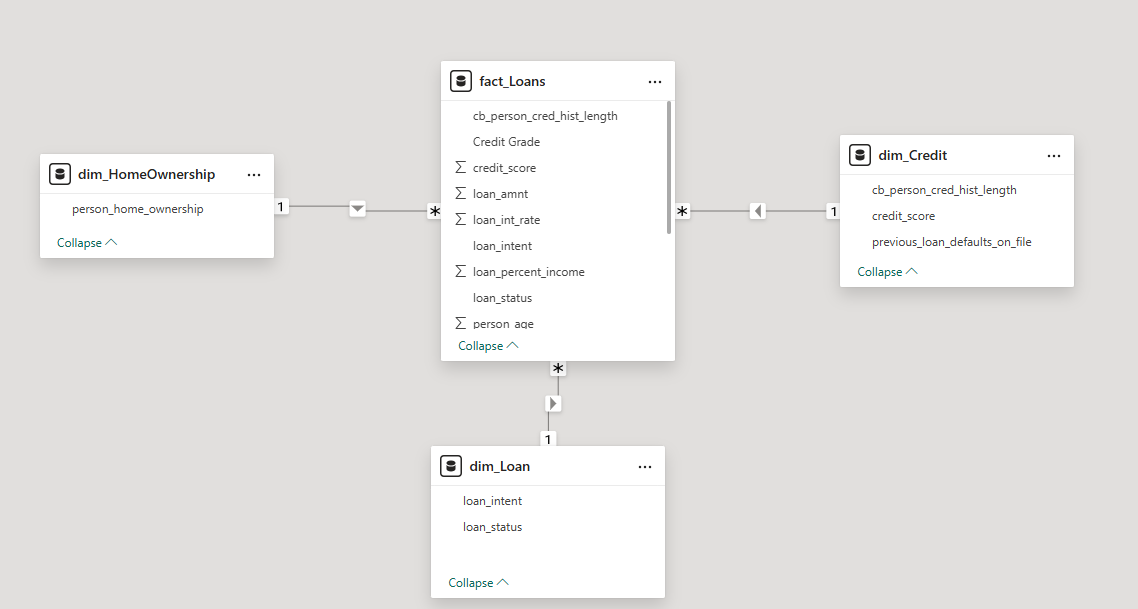 fact_Loans
cb_person_cred_hist_length
Credit Grade
credit_score
loan_amnt
loan_int_rate
loan_intent
loan_percent_income
loan_status
person_age
Collapse
dim_HomeOwnership
person_home_ownership
Collapse
1
*
dim_Credit
cb_person_cred_hist_length
credit_score
previous_loan_defaults_on_file
Collapse
*
1
*
1
dim_Loan
loan_intent
loan_status
Collapse